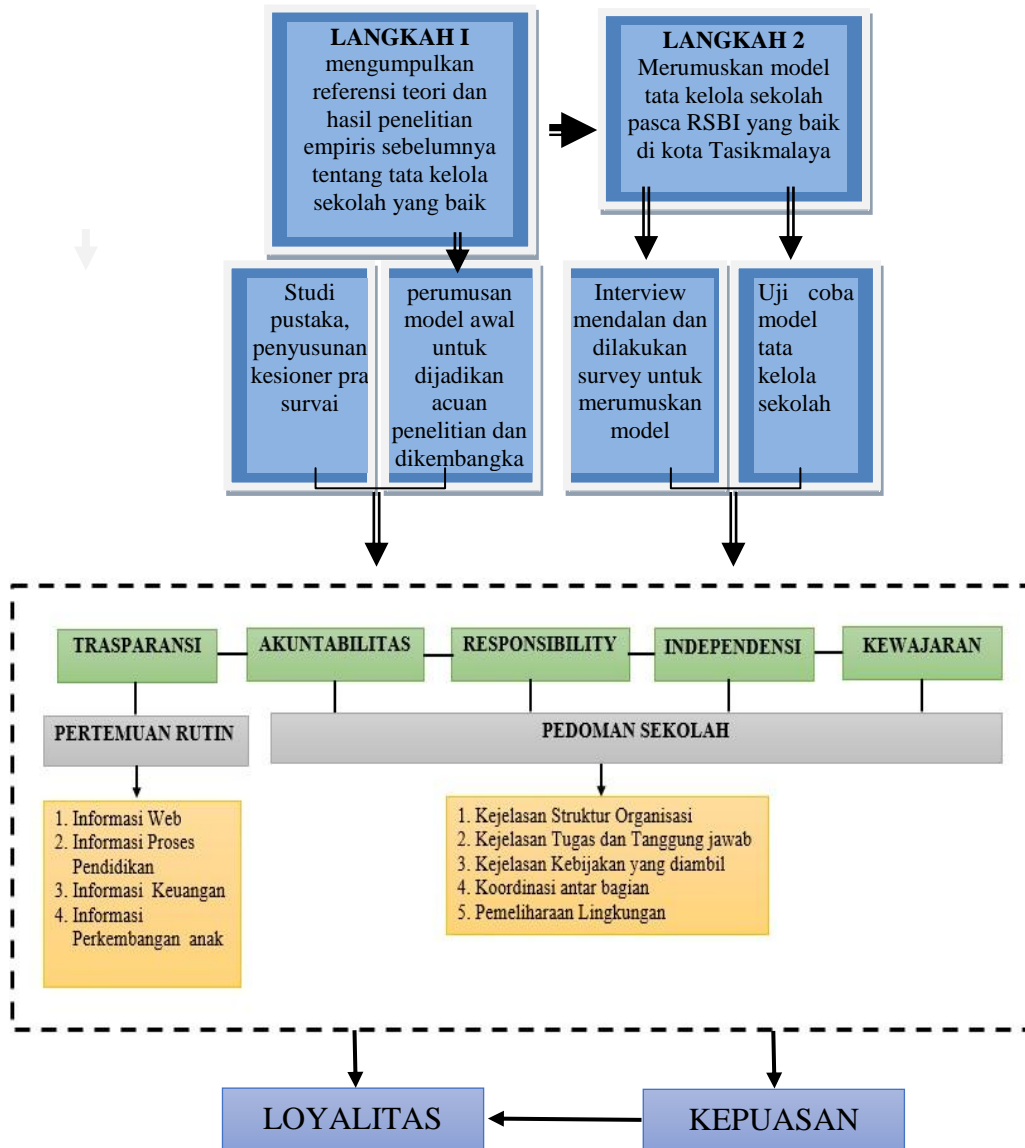 LANGKAH I
mengumpulkan
referensi teori dan
hasil penelitian
empiris sebelumnya
tentang tata kelola
sekolah yang baik
LANGKAH 2
Merumuskan model
tata kelola sekolah
pasca RSBI yang baik
di kota Tasikmalaya
Studi
pustaka,
penyusunan
kesioner pra
survai
perumusan
model awal
untuk
dijadikan
acuan
penelitian dan
dikembangka
Interview
mendalan dan
dilakukan
survey untuk
merumuskan
model
Uji coba
model
tata
kelola
sekolah
TRASPARANSI
AKUNTABILITAS
RESPONSIBILITY
INDEPENDENSI
KEWAJARAN
PERTEMUAN RUTIN
PEDOMAN SEKOLAH
1. Informasi Web
2. Informasi Proses
Pendidikan
3. Informasi Keuangan
4. Informasi
Perkembangan anak
1. Kejelasan Struktur Organisasi
2. Kejelasan Tugas dan Tanggung jawab
3. Kejelasan Kebijakan yang diambil
4. Koordinasi antar bagian
5. Pemeliharaan Lingkungan
LOYALITAS
KEPUASAN